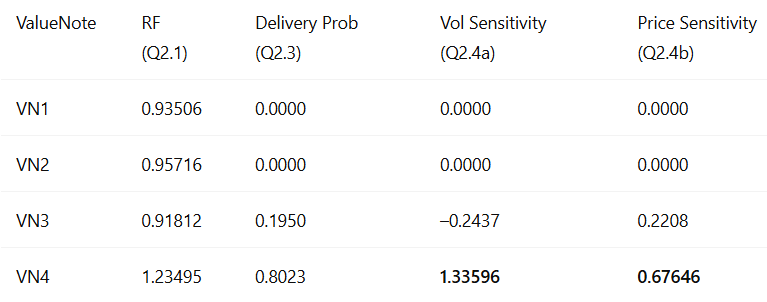 ValueNote RF Delivery Prob Vol Sensitivity Price Sensitivity
(Q2.1) (Q2.3) (Q2.4a) (Q2.4b)
VN1 0.93506 0.0000 0.0000 0.0000
VN2 0.95716 0.0000 0.0000 0.0000
VN3 0.91812 0.1950 –0.2437 0.2208
VN4 1.23495 0.8023 1.33596 0.67646